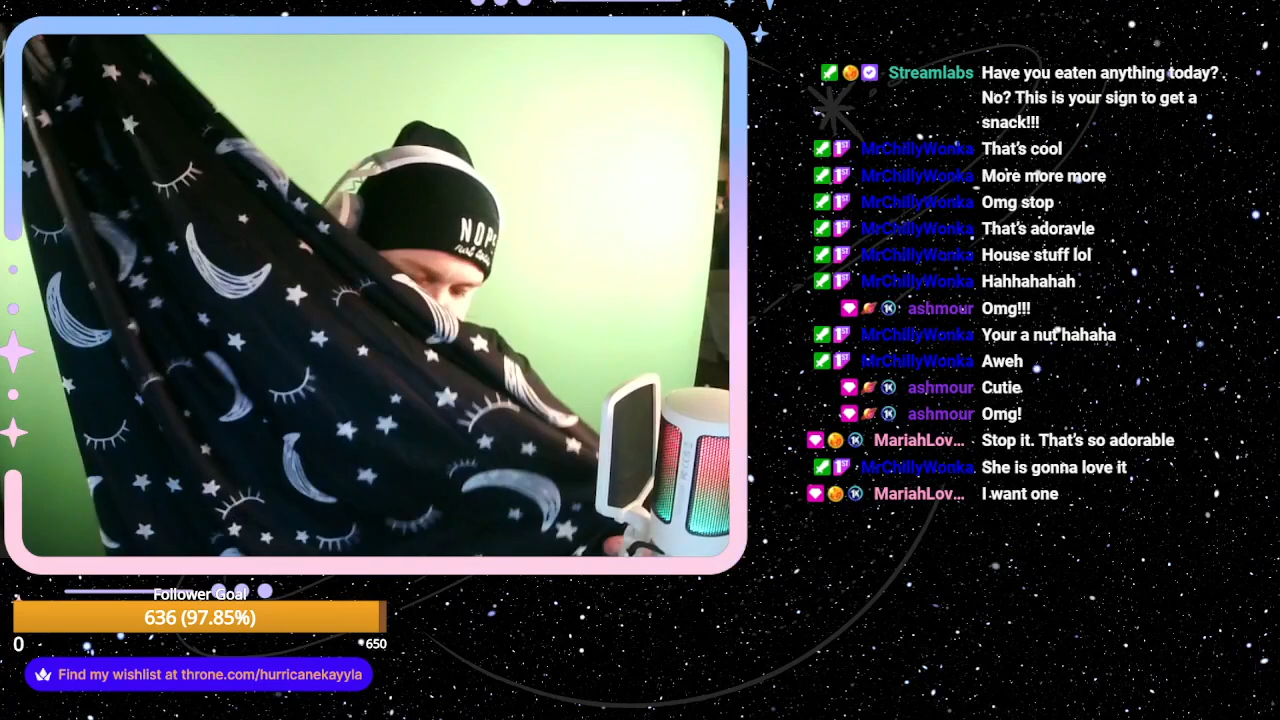 NOPE
not today
Streamlabs Have you eaten anything today?
No? This is your sign to get a
snack!!!
MrChillyWonka That's cool
MrChillyWonka More more more
MrChillyWonka Omg stop
MrChillyWonka That's adoravle
MrChillyWonka House stuff lol
MrChillyWonka Hahhahahah
ashmour Omg!!!
MrChillyWonka Your a nut hahaha
MrChillyWonka Aweh
ashmour Cutie
ashmour Omg!
MariahLov... Stop it. That's so adorable
MrChillyWonka She is gonna love it
MariahLov... I want one
Follower Goal
636 (97.85%)
0 650
Find my wishlist at throne.com/hurricanekayyla